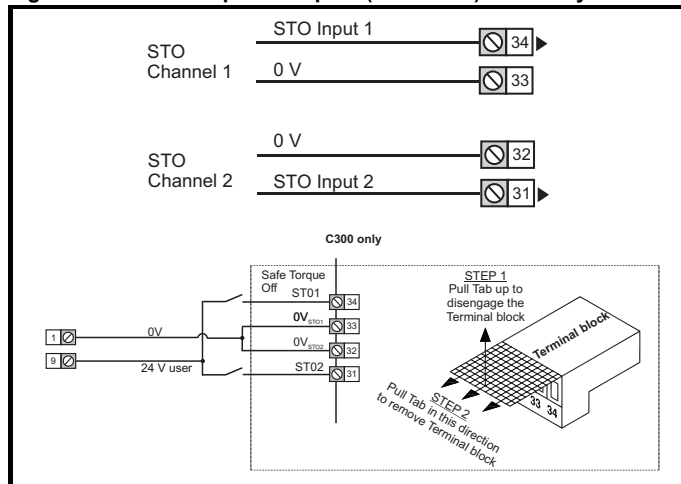 STO Input 1
34
STO
Channel 1
0 V
33
0 V
32
STO
Channel 2
STO Input 2
31
C300 only
Safe Torque
Off
ST01
34
0V STO1
33
1
0V
0V STO2
32
9
24 V user
ST02
31
STEP 1
Pull Tab up to
disengage the
Terminal block
Terminal block
33 34
STEP 2
Pull Tab in this direction
to remove Terminal block